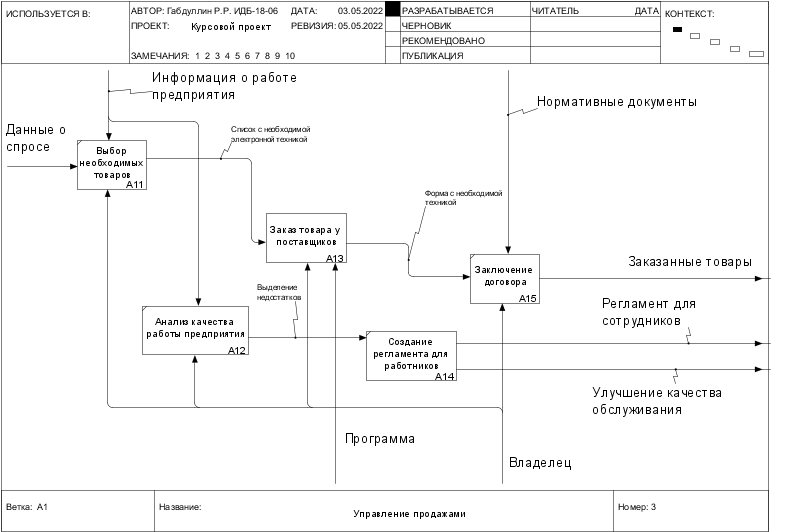 ИСПОЛЬЗУЕТСЯ В:
АВТОР: Габдуллин Р.Р. ИДБ-18-06
ДАТА: 03.05.2022
ПРОЕКТ: Курсовой проект
РЕВИЗИЯ: 05.05.2022
ЗАМЕЧАНИЯ: 1 2 3 4 5 6 7 8 9 10
РАЗРАБАТЫВАЕТСЯ
ЧЕРНОВИК
РЕКОМЕНДОВАНО
ПУБЛИКАЦИЯ
ЧИТАТЕЛЬ
ДАТА
КОНТЕКСТ:
Информация о работе
предприятия
Нормативные документы
Данные о
спросе
Список с необходимой
электронной техникой
Выбор
необходимых
товаров
A11
Форма с необходимой
техникой
Заказ товара у
поставщиков
A13
Заключение
договора
A15
Заказанные товары
Выделение
недостатков
Регламент для
сотрудников
Анализ качества
работы предприятия
A12
Создание
регламента для
работников
A14
Улучшение качества
обслуживания
Программа
Владелец
Ветка: A1
Название:
Управление продажами
Номер: 3